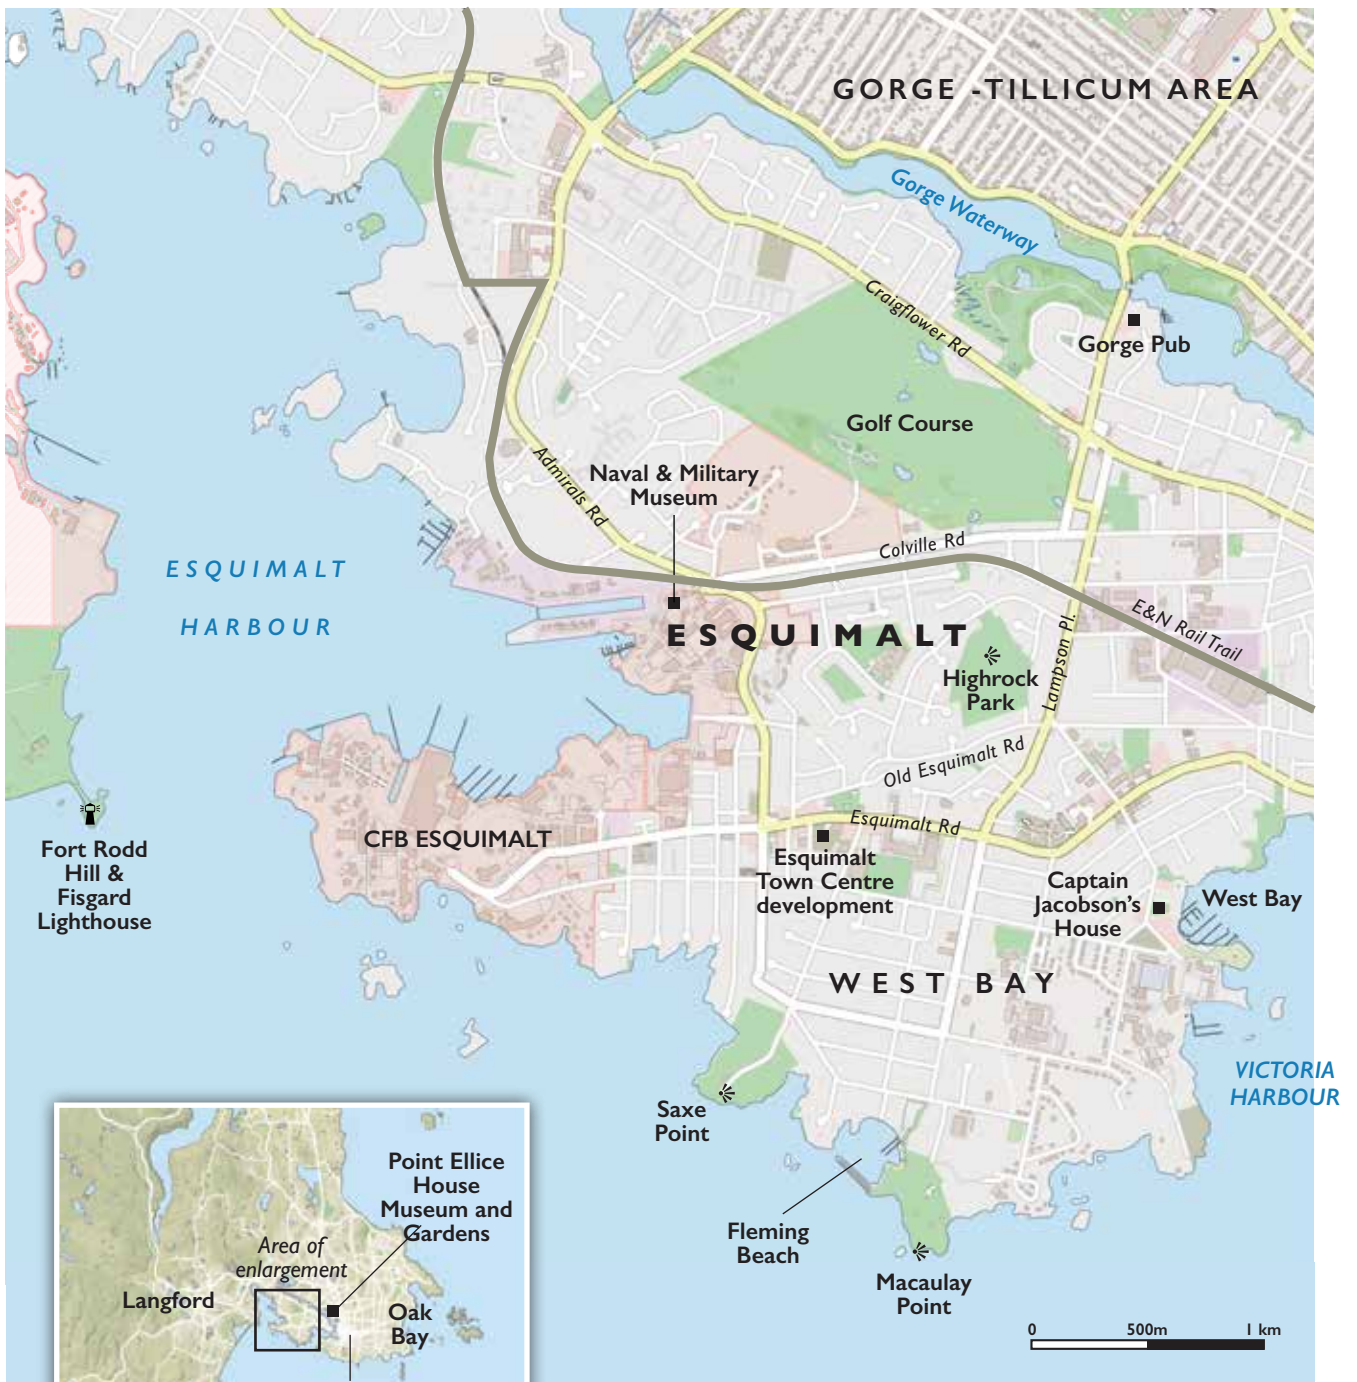 GORGE -TILLICUM AREA
Gorge Waterway
Craigflower Rd
Gorge Pub
Golf Course
Admirals Rd
Naval & Military
Museum
Colville Rd
ESQUIMALT
HARBOUR
ESQUIMALT
E&N Rail Trail
Lampson Pl.
Highrock
Park
Old Esquimalt Rd
Esquimalt Rd
CFB ESQUIMALT
Fort Rodd
Hill &
Fisgard
Lighthouse
Esquimalt
Town Centre
development
Captain
Jacobson's
House
West Bay
WEST BAY
VICTORIA
HARBOUR
Saxe
Point
Fleming
Beach
Macaulay
Point
Point Ellice
House
Museum and
Gardens
Area of
enlargement
Langford
Oak
Bay
0 500m 1 km